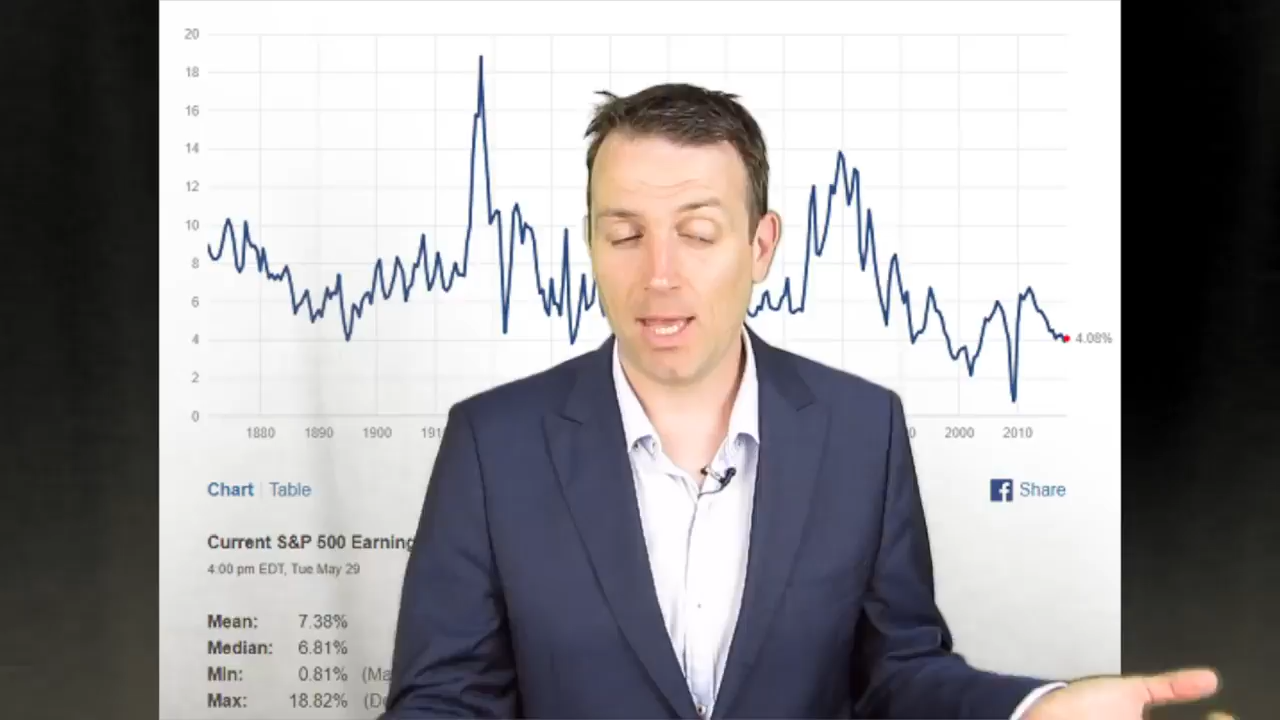 20
18
16
14
12
10
8
6
4
2
0
4.08%
1880 1890 1900 2000 2010
Chart Table
Share
Current S&P 500
4:00 pm EDT, Tue May 29
Mean: 7.38%
Median: 6.81%
Min: 0.81%
Max: 18.82%